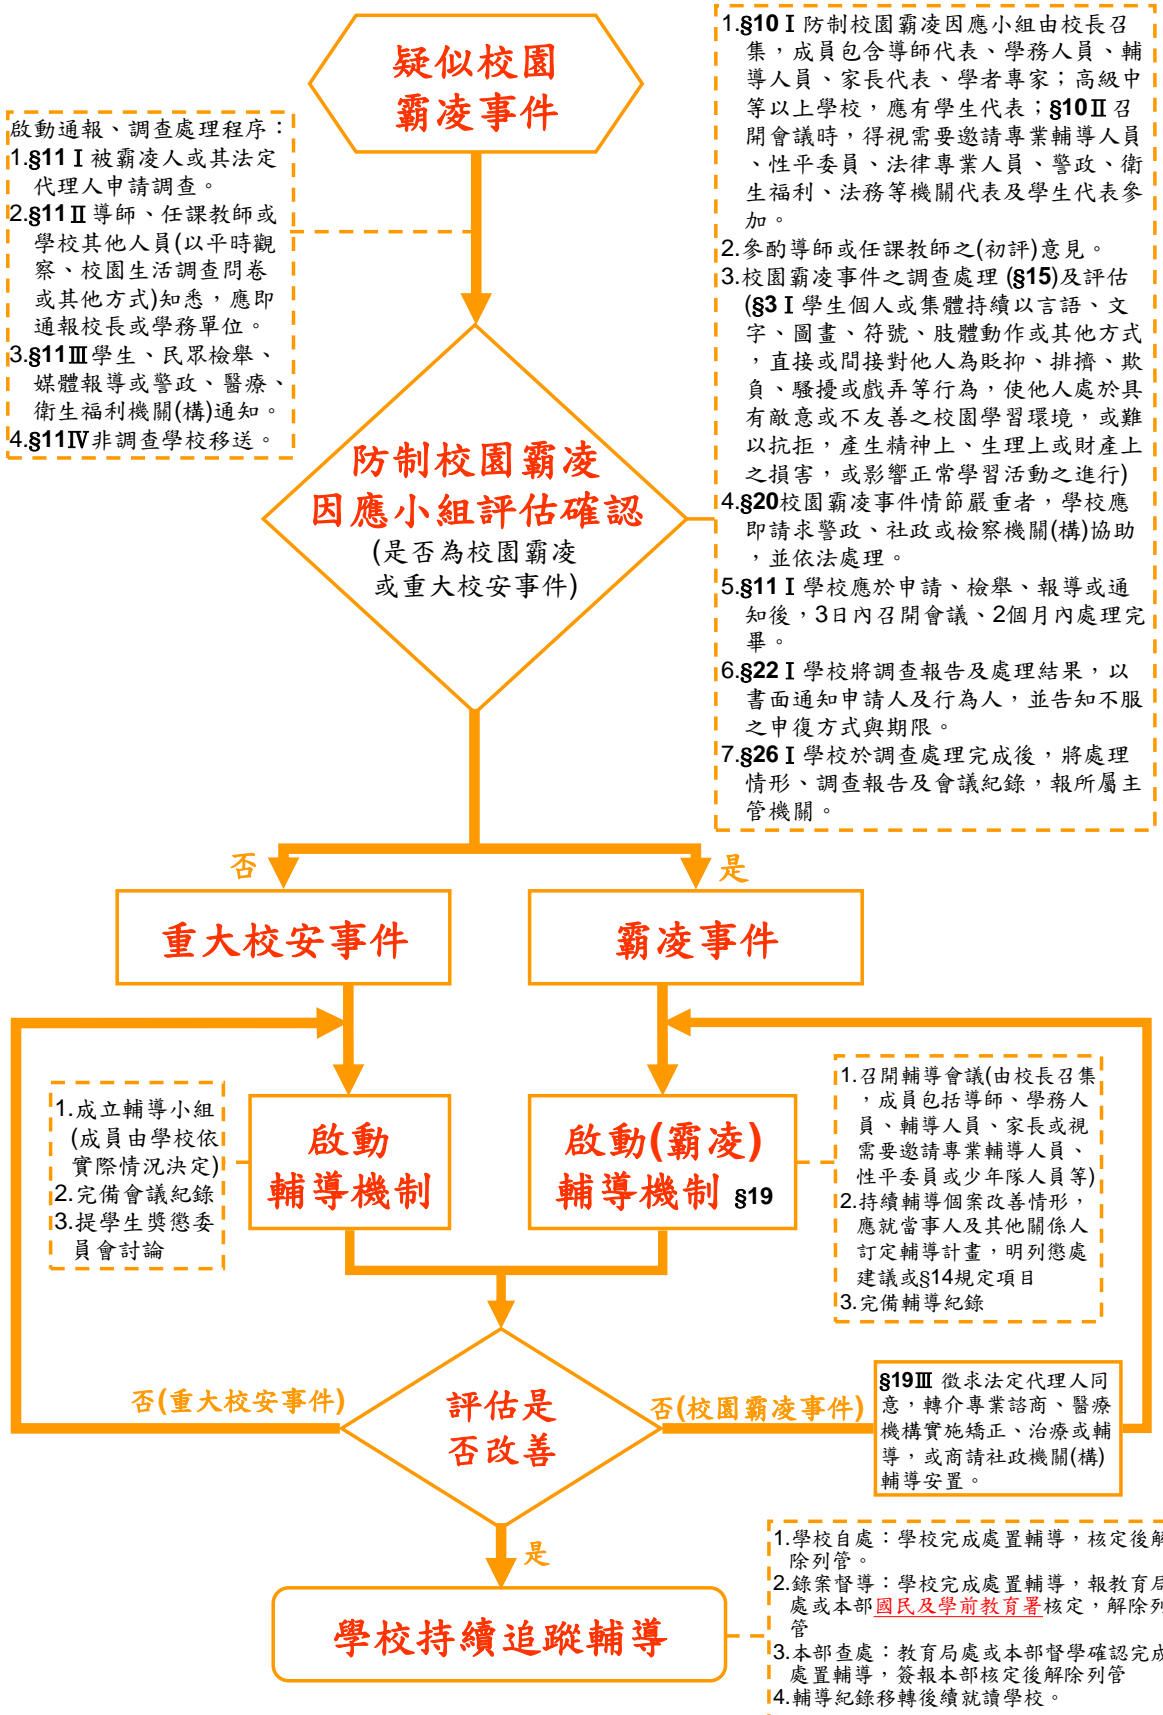 疑似校園
霸凌事件
啟動通報、調查處理程序：
1.§11Ⅰ被霸凌人或其法定
代理人申請調查。
2.§11Ⅱ導師、任課教師或
學校其他人員(以平時觀
察、校園生活調查問卷
或其他方式)知悉，應即
通報校長或學務單位。
3.§11Ⅲ學生、民眾檢舉、
媒體報導或警政、醫療、
衛生福利機關(構)通知。
4.§11Ⅳ非調查學校移送。
1.§10Ⅰ防制校園霸凌因應小組由校長召
集，成員包含導師代表、學務人員、輔
導人員、家長代表、學者專家；高級中
等以上學校，應有學生代表；§10Ⅱ召
開會議時，得視需要邀請專業輔導人員
、性平委員、法律專業人員、警政、衛
生福利、法務等機關代表及學生代表參
加。
2.參酌導師或任課教師之(初評)意見。
3.校園霸凌事件之調查處理 (§15)及評估
(§3Ⅰ學生個人或集體持續以言語、文
字、圖畫、符號、肢體動作或其他方式
，直接或間接對他人為貶抑、排擠、欺
負、騷擾或戲弄等行為，使他人處於具
有敵意或不友善之校園學習環境，或難
以抗拒，產生精神上、生理上或財產上
之損害，或影響正常學習活動之進行)
4.§20校園霸凌事件情節嚴重者，學校應
即請求警政、社政或檢察機關(構)協助
，並依法處理。
5.§11Ⅰ學校應於申請、檢舉、報導或通
知後，3日內召開會議、2個月內處理完
畢。
6.§22Ⅰ學校將調查報告及處理結果，以
書面通知申請人及行為人，並告知不服
之申復方式與期限。
7.§26Ⅰ學校於調查處理完成後，將處理
情形、調查報告及會議紀錄，報所屬主
管機關。
防制校園霸凌
因應小組評估確認
(是否為校園霸凌
或重大校安事件)
否
是
重大校安事件
霸凌事件
1.成立輔導小組
(成員由學校依
實際情況決定)
2.完備會議紀錄
3.提學生獎懲委
員會討論
啟動
輔導機制
啟動(霸凌)
輔導機制 §19
1.召開輔導會議(由校長召集
，成員包括導師、學務人
員、輔導人員、家長或視
需要邀請專業輔導人員、
性平委員或少年隊人員等)
2.持續輔導個案改善情形，
應就當事人及其他關係人
訂定輔導計畫，明列懲處
建議或§14規定項目
3.完備輔導紀錄
否(重大校安事件)
評估是
否改善
否(校園霸凌事件)
§19Ⅲ 徵求法定代理人同
意，轉介專業諮商、醫療
機構實施矯正、治療或輔
導，或商請社政機關(構)
輔導安置。
是
學校持續追蹤輔導
1.學校自處：學校完成處置輔導，核定後解
除列管。
2.錄案督導：學校完成處置輔導，報教育局
處或本部國民及學前教育署核定，解除列
管
3.本部查處：教育局處或本部督學確認完成
處置輔導，簽報本部核定後解除列管
4.輔導紀錄移轉後續就讀學校。